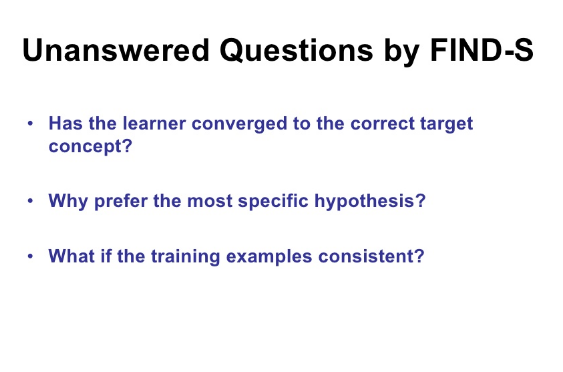 Unanswered Questions by FIND-S
• Has the learner converged to the correct target
concept?
• Why prefer the most specific hypothesis?
• What if the training examples consistent?